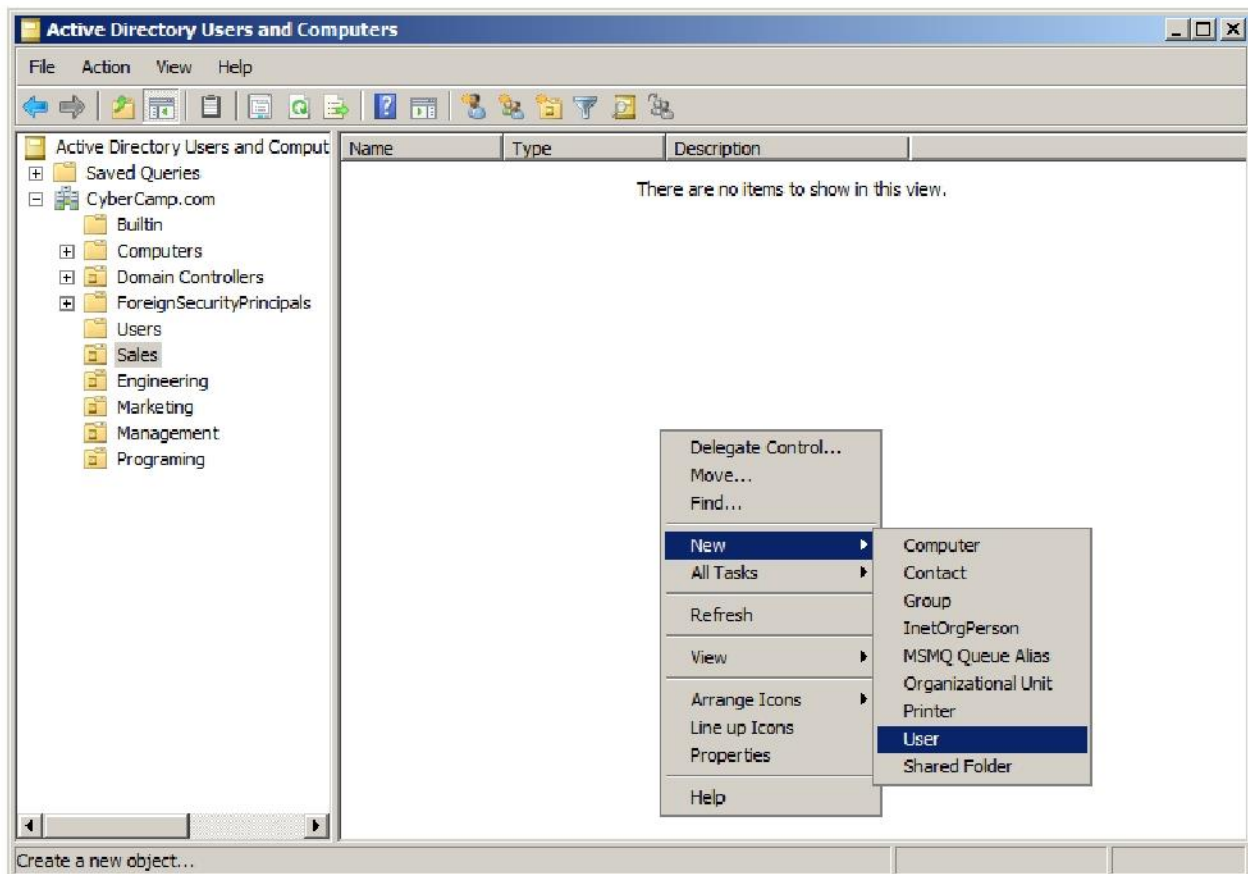 Active Directory Users and Computers
File Action View Help
Active Directory Users and Comput
Saved Queries
CyberCamp.com
Builtin
Computers
Domain Controllers
ForeignSecurityPrincipals
Users
Sales
Engineering
Marketing
Management
Programing
Name Type Description
There are no items to show in this view.
Delegate Control...
Move...
Find...
New
All Tasks
Refresh
View
Arrange Icons
Line up Icons
Properties
Help
Computer
Contact
Group
InetOrgPerson
MSMQ Queue Alias
Organizational Unit
Printer
User
Shared Folder
Create a new object...